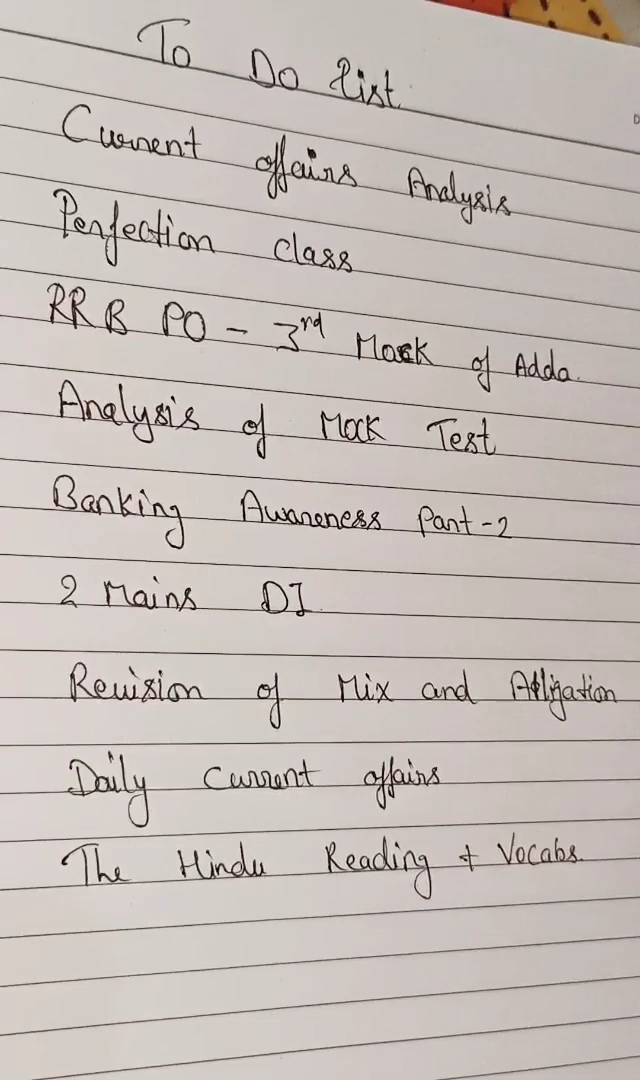 To Do list
Current affairs Analysis
Perfection class
RRB PO - 3rd Mock of Adda.
Analysis of Mock Test
Banking Awareness Part-2
2 Mains DI
Revision of Mix and Alligation
Daily Current affairs
The Hindu Reading + Vocabs.